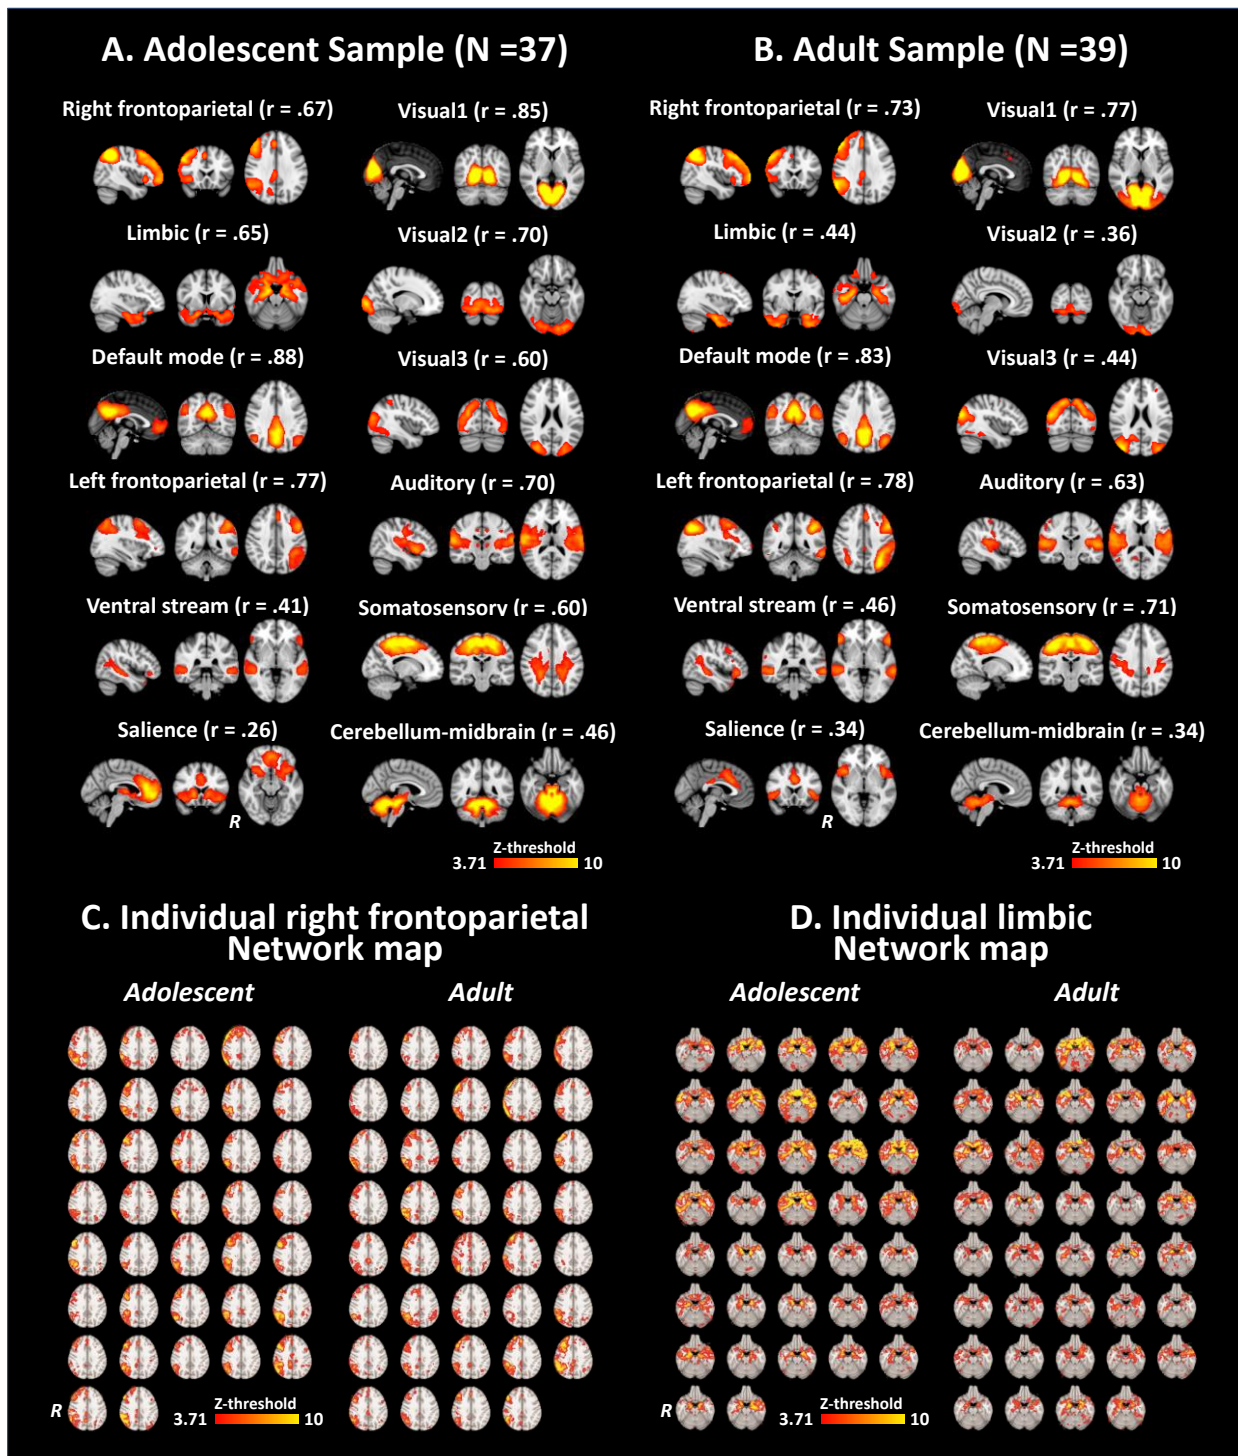 A. Adolescent Sample (N =37)
Right frontoparietal (r = .67)
Visual1 (r = .85)
Limbic (r = .65)
Visual2 (r = .70)
Default mode (r = .88)
Visual3 (r = .60)
Left frontoparietal (r = .77)
Auditory (r = .70)
Ventral stream (r = .41)
Somatosensory (r = .60)
Salience (r = .26)
Cerebellum-midbrain (r = .46)
R
Z-threshold
3.71 10
B. Adult Sample (N =39)
Right frontoparietal (r = .73)
Visual1 (r = .77)
Limbic (r = .44)
Visual2 (r = .36)
Default mode (r = .83)
Visual3 (r = .44)
Left frontoparietal (r = .78)
Auditory (r = .63)
Ventral stream (r = .46)
Somatosensory (r = .71)
Salience (r = .34)
Cerebellum-midbrain (r = .34)
R
Z-threshold
3.71 10
C. Individual right frontoparietal
Network map
Adolescent Adult
R
Z-threshold
3.71 10
D. Individual limbic
Network map
Adolescent Adult
R
Z-threshold
3.71 10